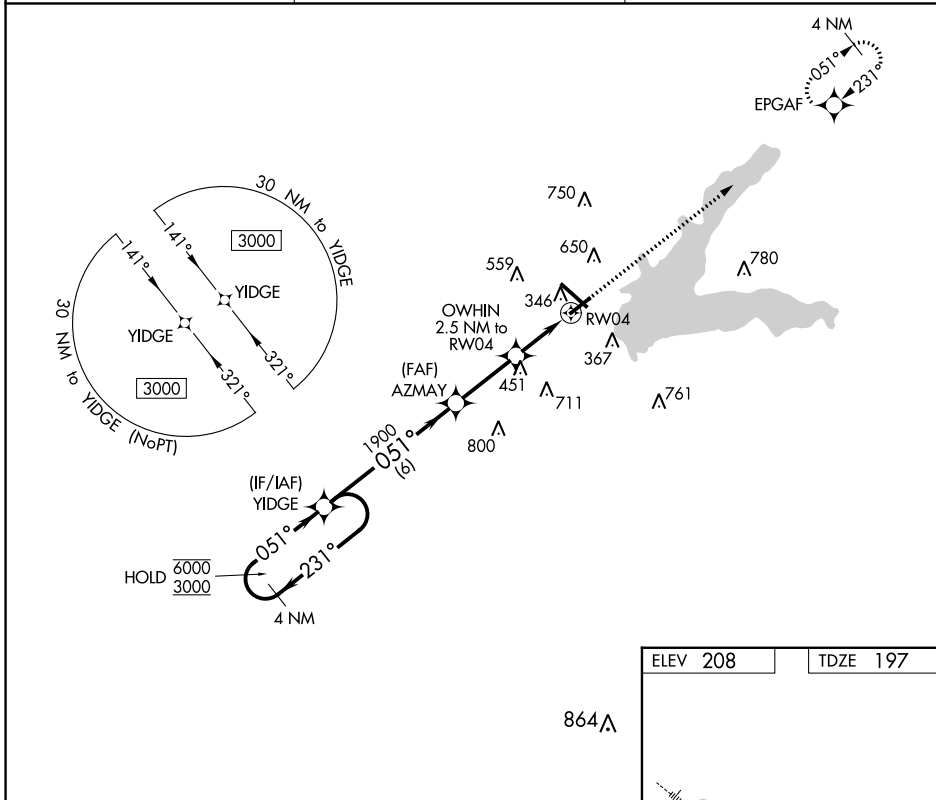 4 NM
051°
231°
EPGAF
30 NM to YIDGE
141°
3000
YIDGE
321°
141°
YIDGE
3000
321°
30 NM to YIDGE (NoPT)
750
650
559
780
346
OWHIN
2.5 NM to
RW04
RW04
367
(FAF)
AZMAY
451
711
761
800
1900
051°
(6)
(IF/IAF)
YIDGE
051°
231°
HOLD 6000
3000
4 NM
ELEV 208
TDZE 197
864